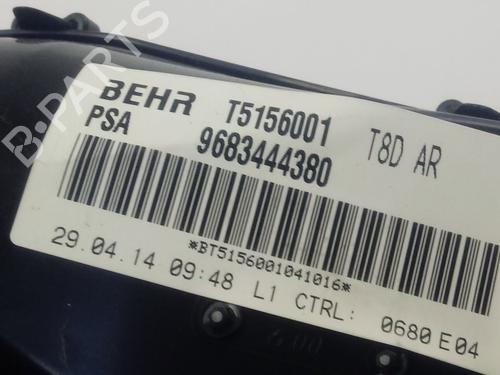 BEHR T5156001 T8D AR
PSA 9683444380
*BT5156001041016*
29.04.14 09:48 L1 CTRL: 0680 E04
B-PARTS